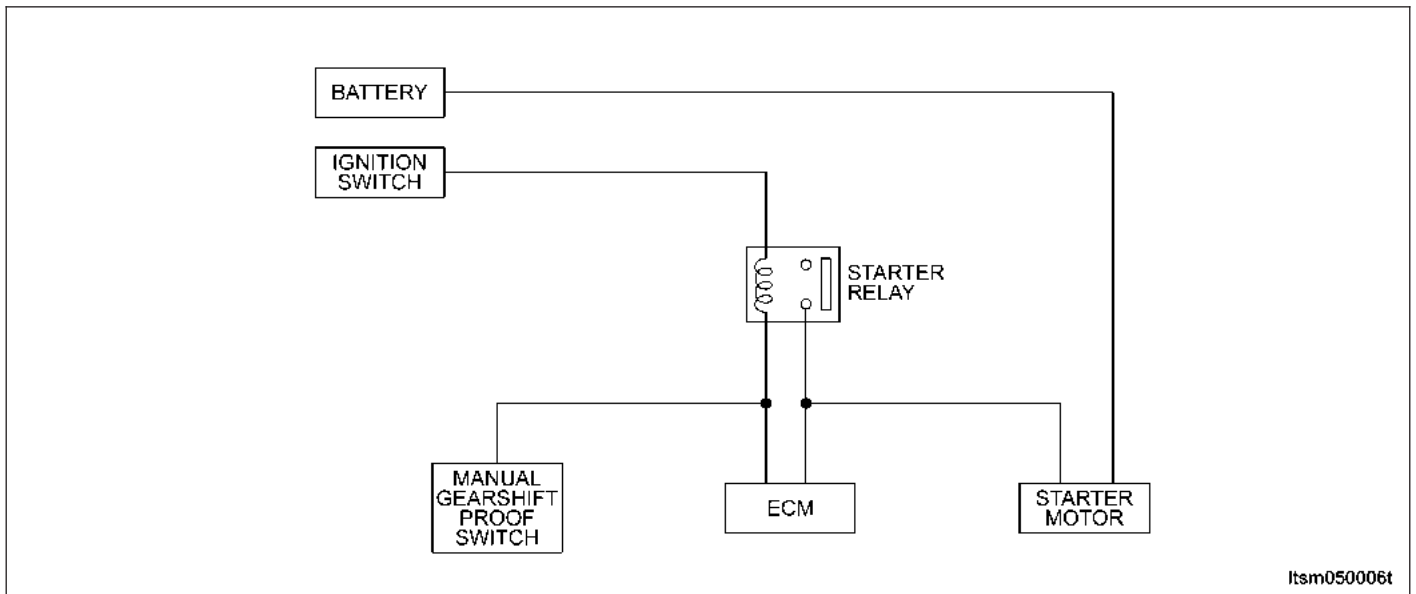 BATTERY
IGNITION
SWITCH
STARTER
RELAY
MANUAL
GEARSHIFT
PROOF
SWITCH
ECM
STARTER
MOTOR
ltsm050006t